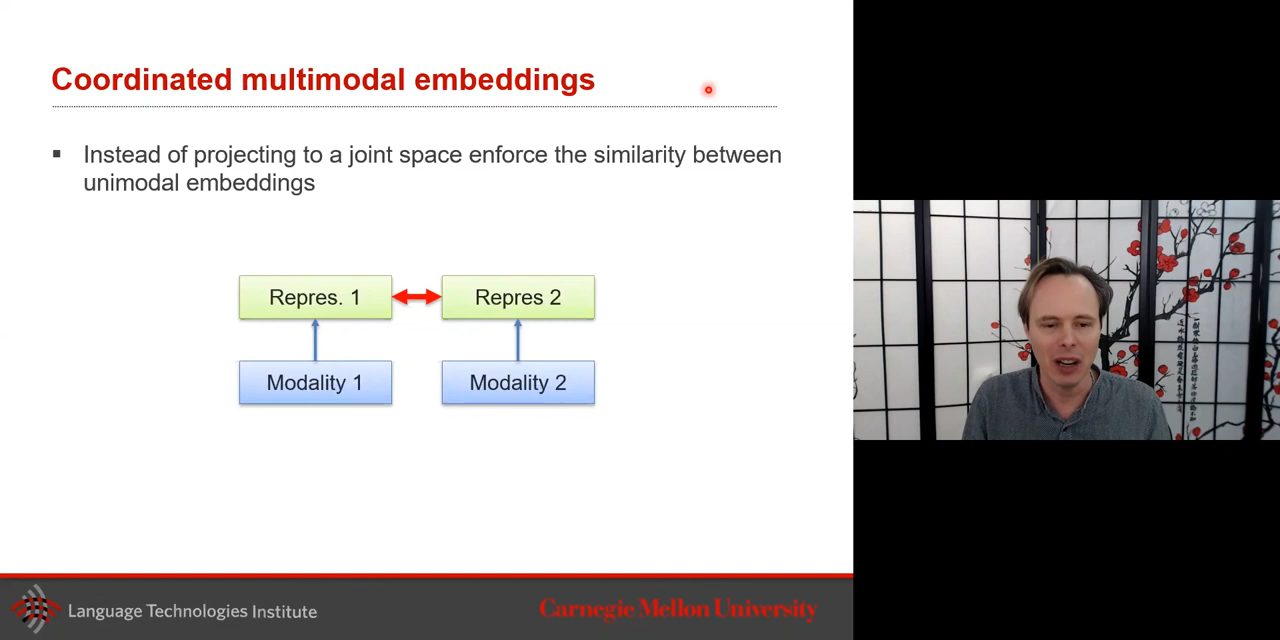 Coordinated multimodal embeddings
Instead of projecting to a joint space enforce the similarity between
unimodal embeddings
Repres. 1
Repres 2
Modality 1
Modality 2
Language Technologies Institute
Carnegie Mellon University